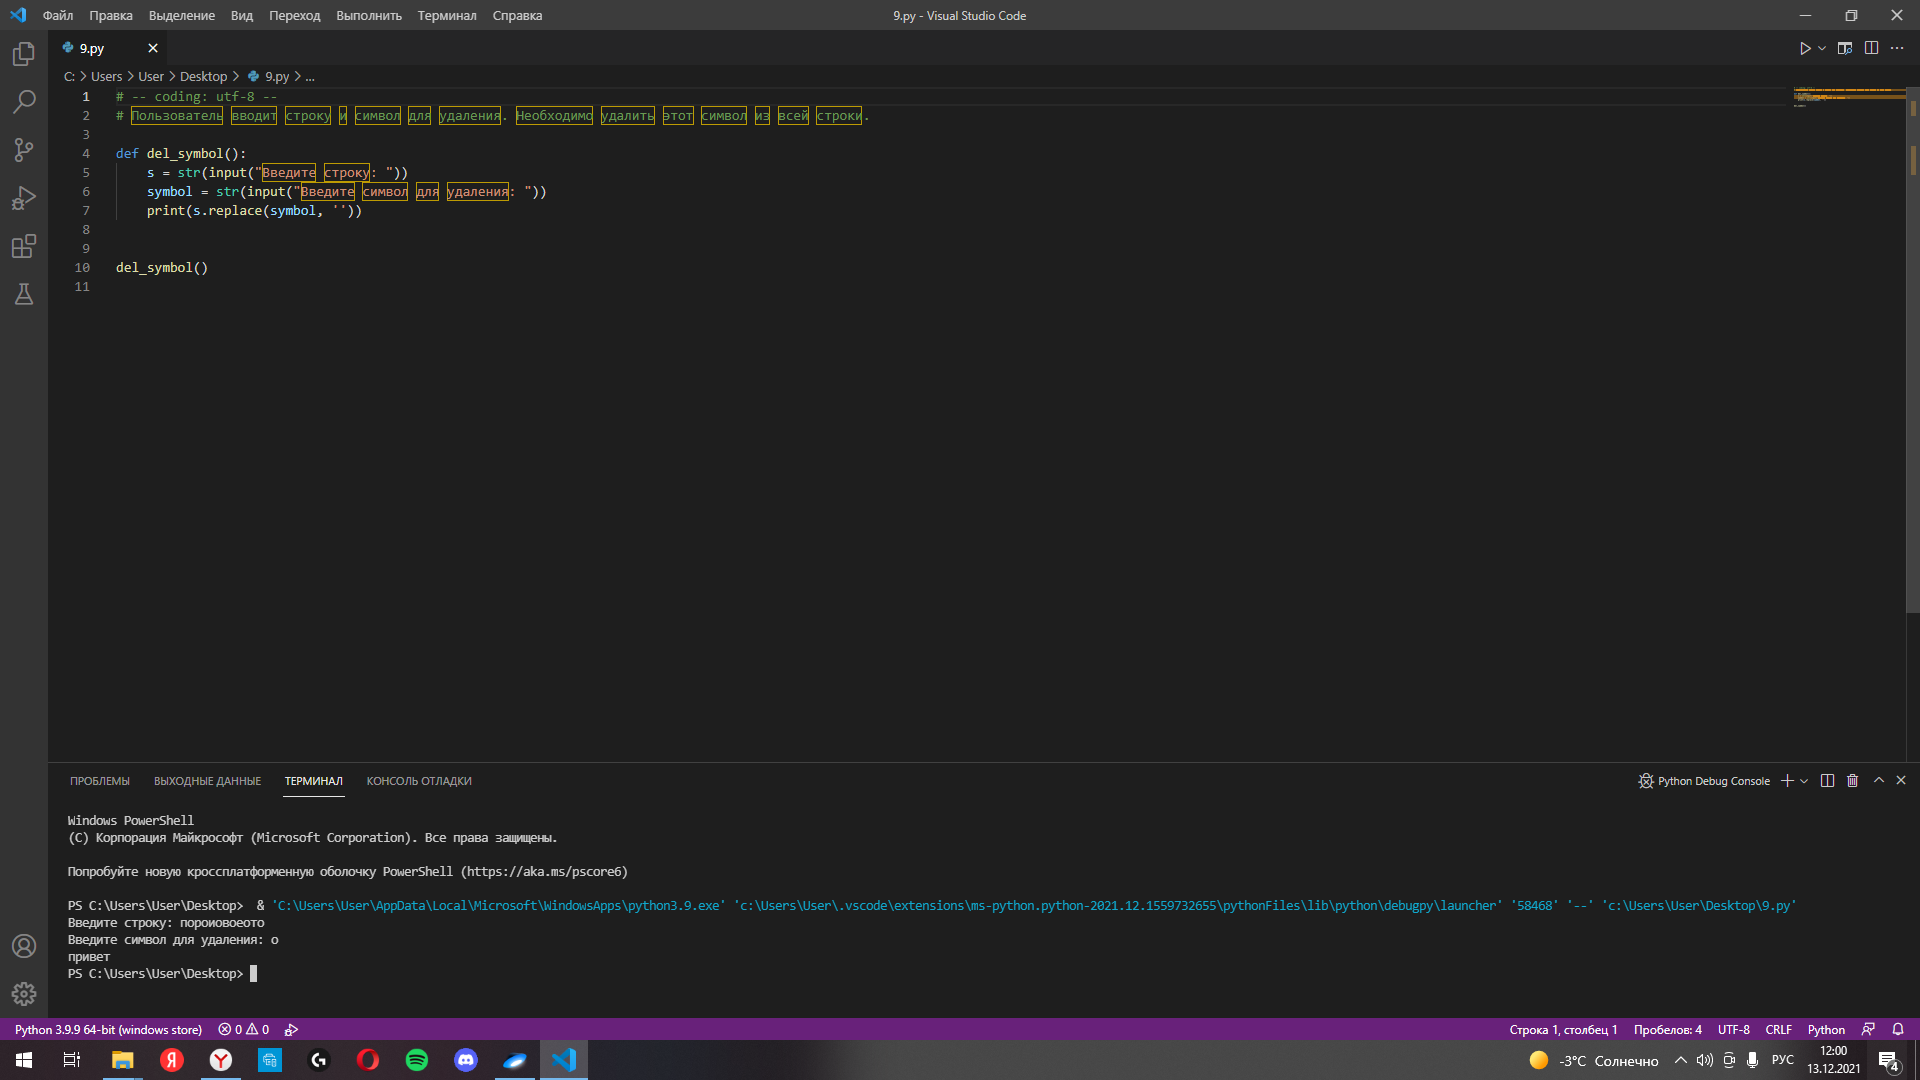 Файл Правка Выделение Вид Переход Выполнить Терминал Справка
9.py - Visual Studio Code
9.py
C: > Users > User > Desktop > 9.py > ...
1 # -- coding: utf-8 --
2 # Пользователь вводит строку и символ для удаления. Необходимо удалить этот символ из всей строки.
3
4 def del_symbol():
5 s = str(input("Введите строку: "))
6 symbol = str(input("Введите символ для удаления: "))
7 print(s.replace(symbol, ''))
8
9
10 del_symbol()
11
ПРОБЛЕМЫ ВЫХОДНЫЕ ДАННЫЕ ТЕРМИНАЛ КОНСОЛЬ ОТЛАДКИ
Python Debug Console
Windows PowerShell
(C) Корпорация Майкрософт (Microsoft Corporation). Все права защищены.
Попробуйте новую кроссплатформенную оболочку PowerShell (https://aka.ms/pscore6)
PS C:\Users\User\Desktop> & 'C:\Users\User\AppData\Local\Microsoft\WindowsApps\python3.9.exe' 'c:\Users\User\.vscode\extensions\ms-python.python-2021.12.1559732655\pythonFiles\lib\python\debugpy\launcher' '58468' '--' 'c:\Users\User\Desktop\9.py'
Введите строку: пороиовоеото
Введите символ для удаления: о
привет
PS C:\Users\User\Desktop>
Python 3.9.9 64-bit (windows store) 0 0
Строка 1, столбец 1 Пробелов: 4 UTF-8 CRLF Python
-3°C Солнечно РУС
12:00
13.12.2021
4